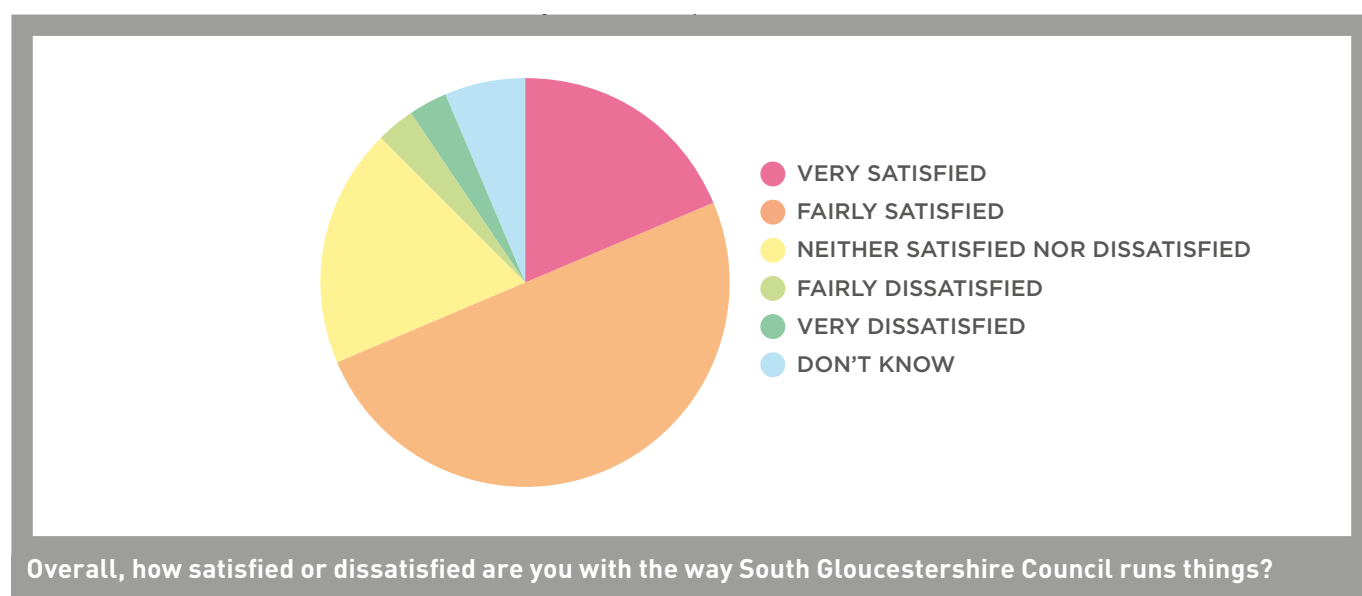 VERY SATISFIED
FAIRLY SATISFIED
NEITHER SATISFIED NOR DISSATISFIED
FAIRLY DISSATISFIED
VERY DISSATISFIED
DON'T KNOW
Overall, how satisfied or dissatisfied are you with the way South Gloucestershire Council runs things?